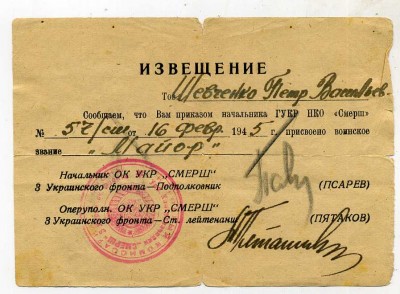 ИЗВЕЩЕНИЕ
Тов Шевченко Петр Васильев
Сообщаем, что Вам приказом начальника ГУКР НКО „Смерш"
№ 54/сш от 16 февр. 1945 г. присвоено воинское
звание „Майор"
Начальник ОК УКР „СМЕРШ"
3 Украинского фронта—Подполковник (ПСАРЕВ)
Оперуполн. ОК УКР „СМЕРШ"
3 Украинского фронта—Ст. лейтенант (ПЯТАКОВ)